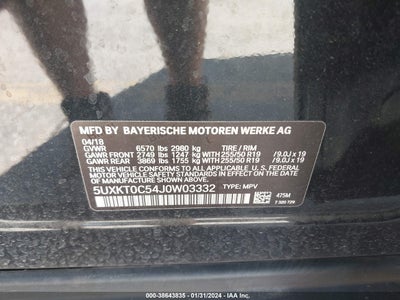 MFD BY BAYERISCHE MOTOREN WERKE AG
04/18
GVWR 6570 lbs 2980 kg TIRE / RIM
GAWR FRONT 2749 lbs 1247 kg WITH 255/50 R19 /9.0J x 19
GAWR REAR 3869 lbs 1755 kg WITH 255/50 R19 /9.0J x 19
THIS VEHICLE CONFORMS TO ALL APPLICABLE U.S. FEDERAL
MOTOR VEHICLE SAFETY STANDARDS IN EFFECT ON THE
DATE OF MANUFACTURE SHOWN ABOVE.
5UXKT0C54J0W03332 TYPE: MPV
475M
000-38643835 - 01/31/2024 - IAA Inc.